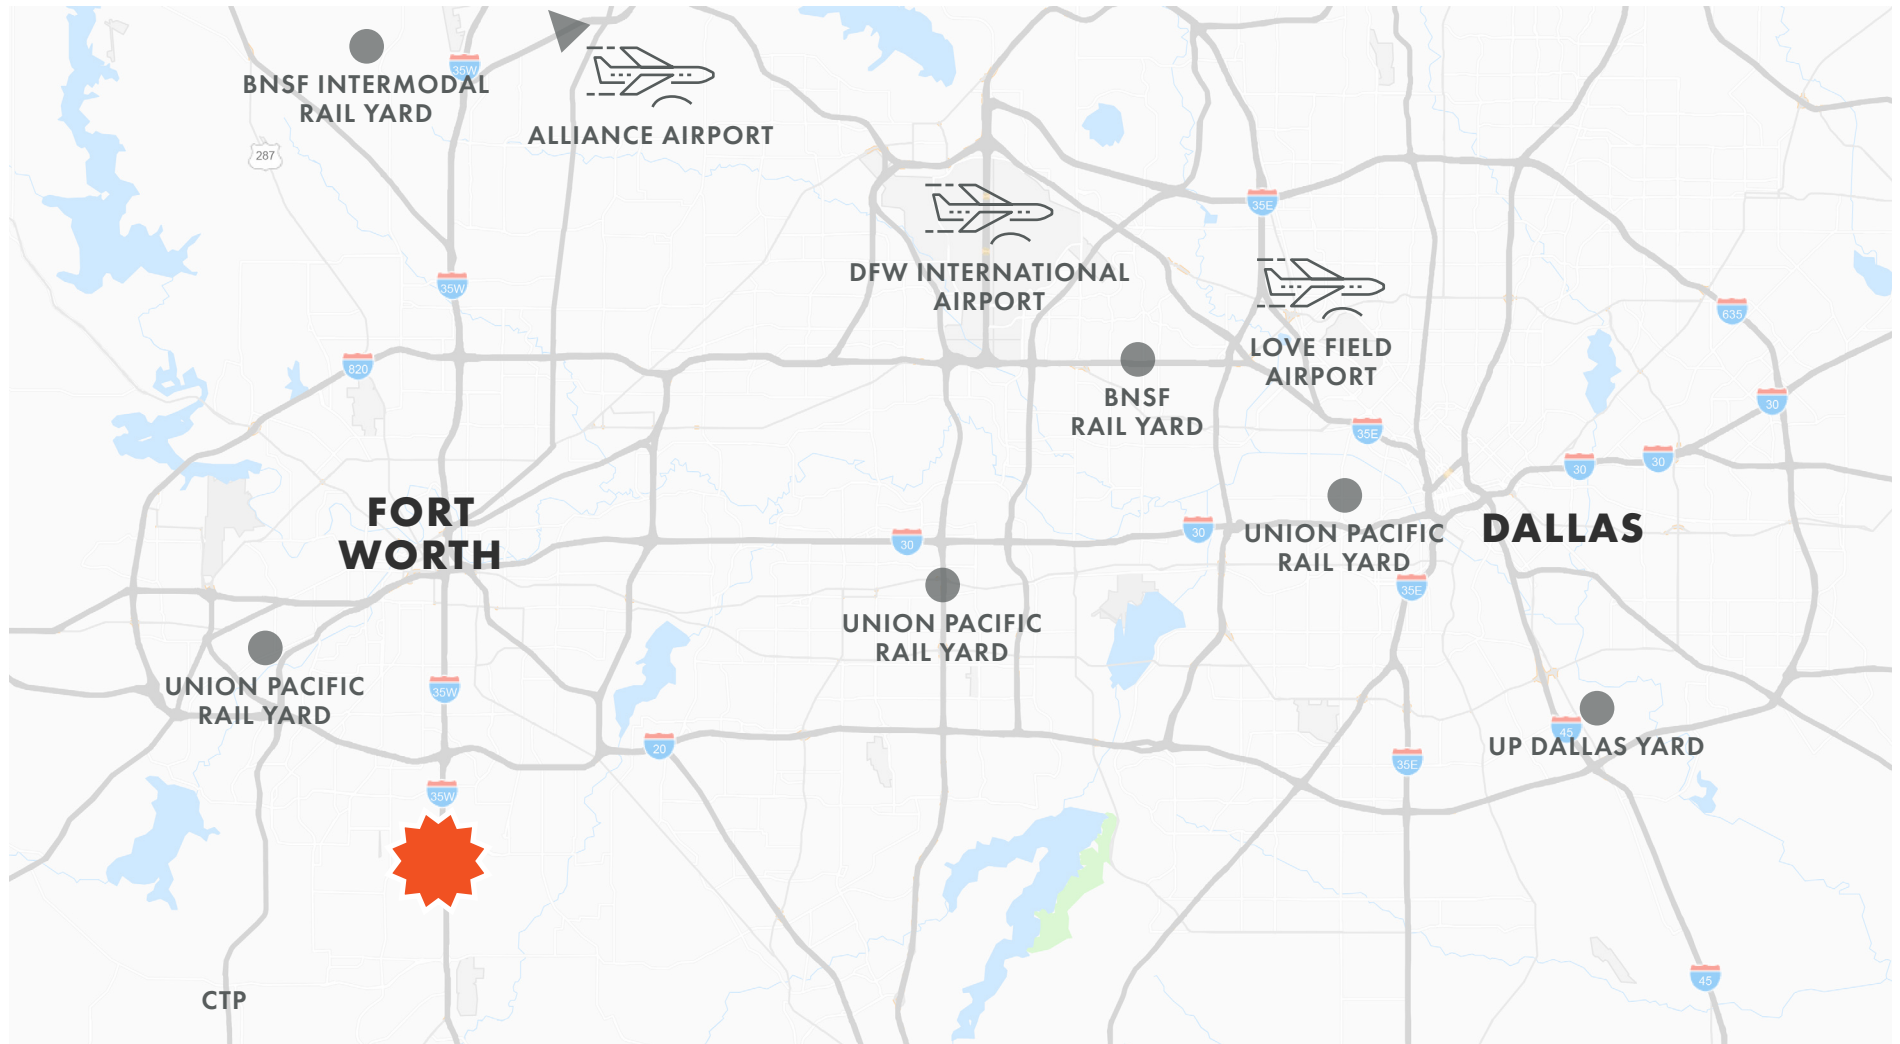 35W
BNSF INTERMODAL
RAIL YARD
ALLIANCE AIRPORT
287
35E
DFW INTERNATIONAL
AIRPORT
35W
635
LOVE FIELD
AIRPORT
820
BNSF
RAIL YARD
30
35E
30
30
FORT
WORTH
30
30
UNION PACIFIC
RAIL YARD
DALLAS
35E
UNION PACIFIC
RAIL YARD
UNION PACIFIC
RAIL YARD
35W
20
45
UP DALLAS YARD
35E
35W
45
CTP